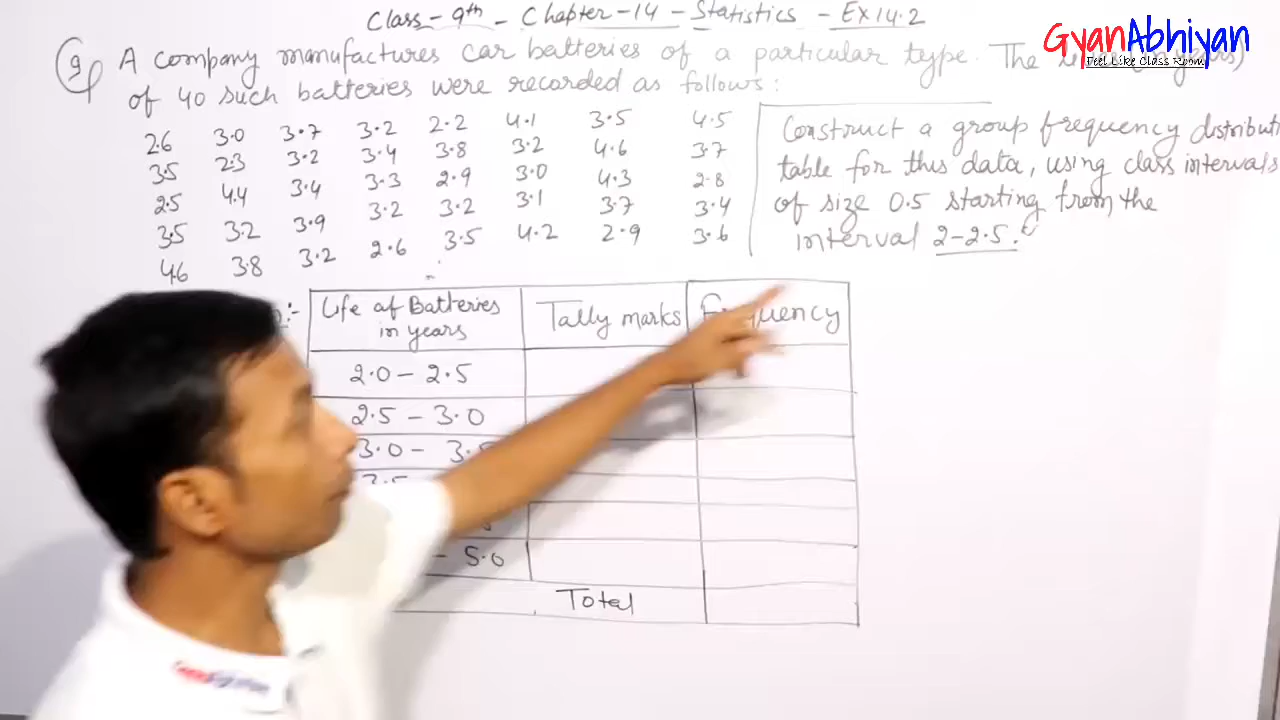 Class-9th - Chapter-14 - Statistics - Ex 14.2
GyanAbhiyan
Feel Like Class Room
9 A company manufactures car batteries of a particular type. The
of 40 such batteries were recorded as follows:
2.6 3.0 3.7 3.2 2.2 4.1 3.5 4.5
3.5 2.3 3.2 3.4 3.8 3.2 4.6 3.7
2.5 4.4 3.4 3.3 2.9 3.0 4.3 2.8
3.5 3.2 3.9 3.2 3.2 3.1 3.7 3.4
4.6 3.8 3.2 2.6 3.5 4.2 2.9 3.6
Construct a group frequency distribut
table for this data, using class intervals
of size 0.5 starting from the
interval 2-2.5.
Life of Batteries
in years
Tally marks
2.0 - 2.5
2.5 - 3.0
3.0 -
- 5.0
Total